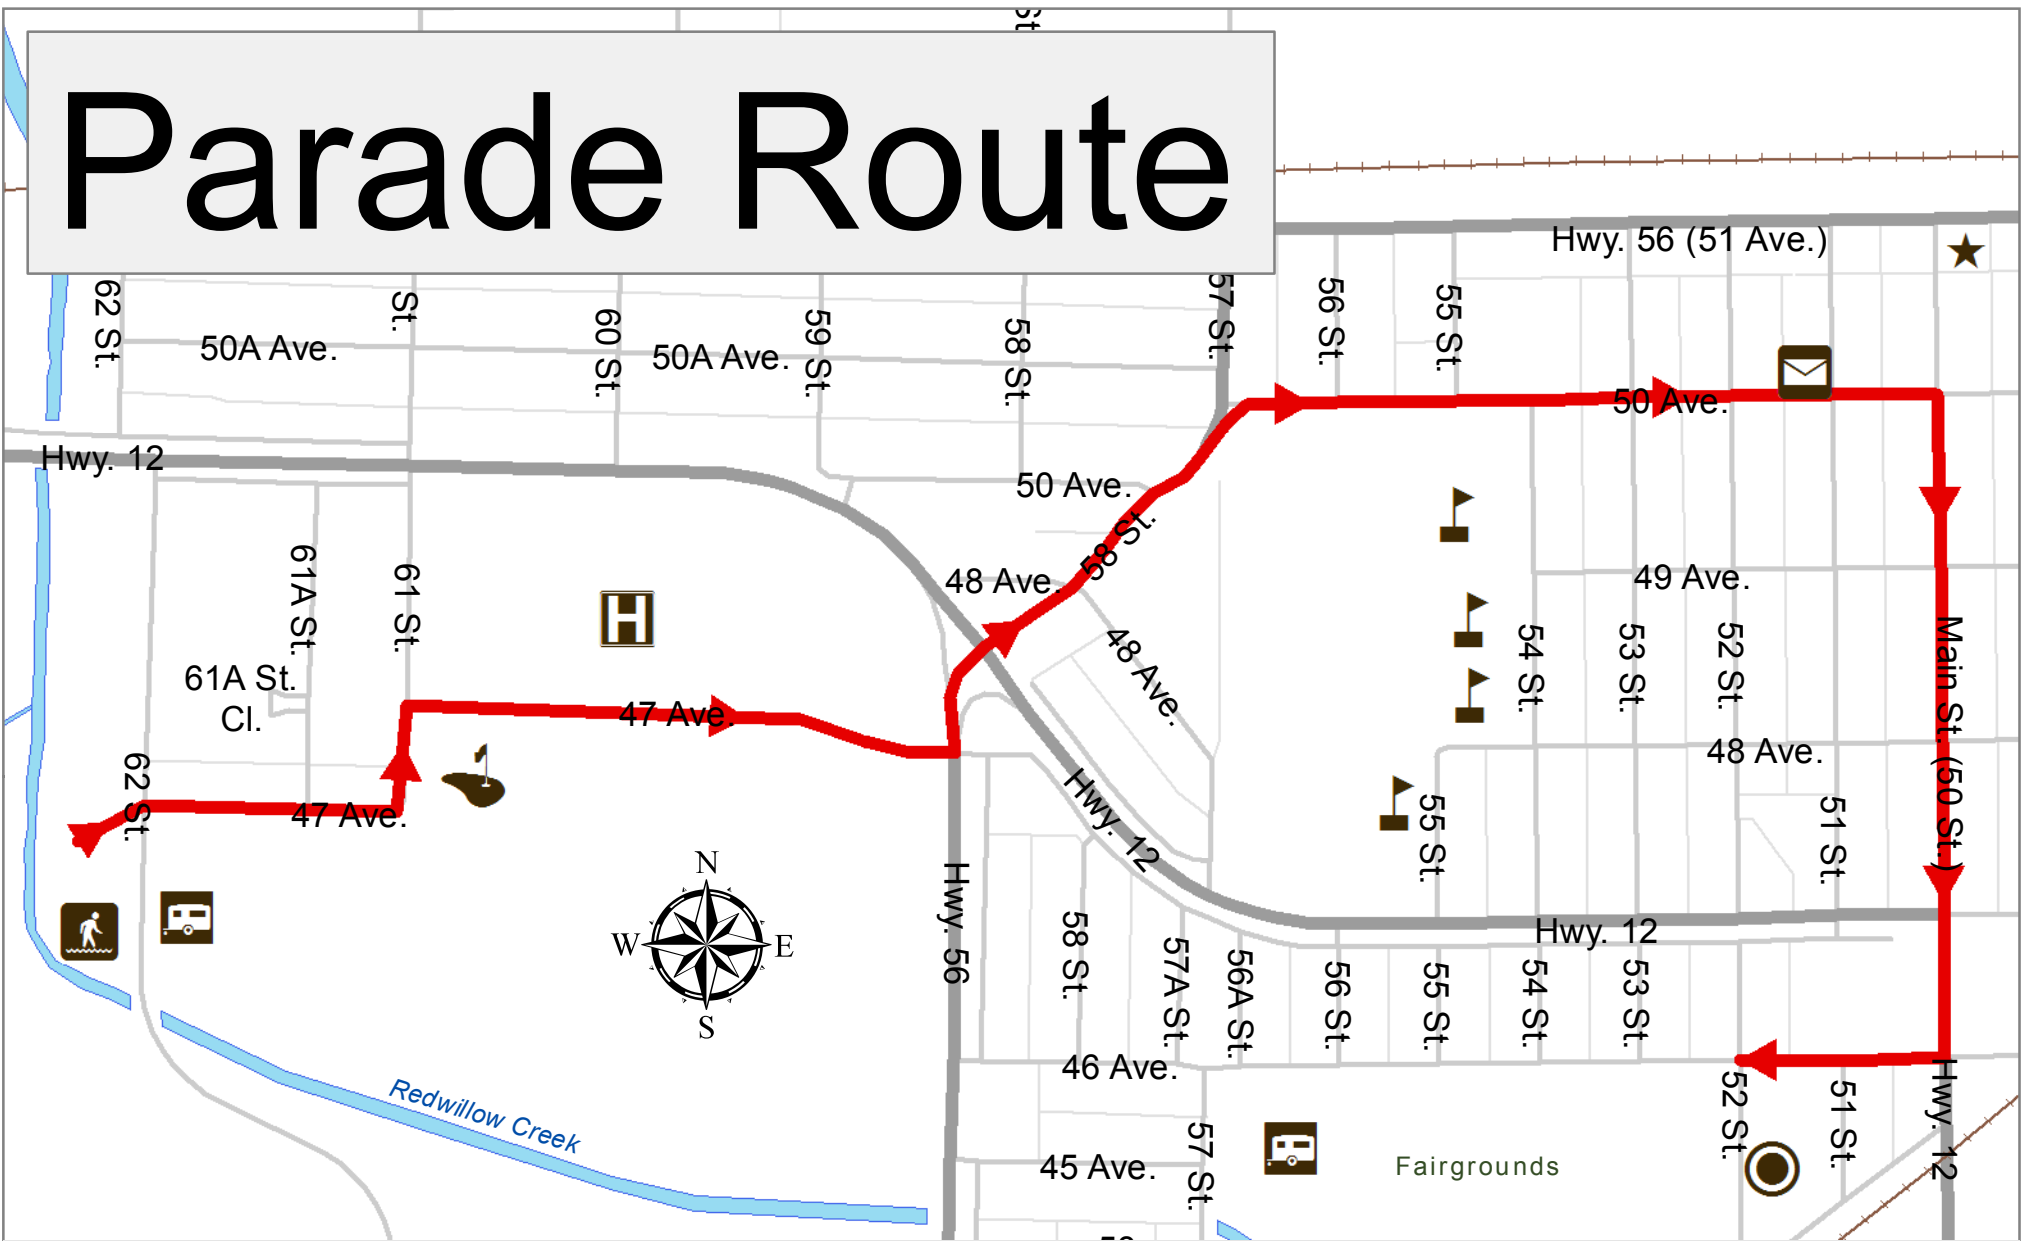 St
Parade Route
Hwy. 56 (51 Ave.)
62 St.
St.
60 St.
59 St.
58 St.
57 St.
56 St.
55 St.
50A Ave.
50A Ave.
50 Ave.
Hwy. 12
50 Ave.
58 St.
48 Ave.
49 Ave.
61A St.
61 St.
H
48 Ave.
54 St.
53 St.
52 St.
Main St. (50 St.)
61A St.
Cl.
47 Ave.
48 Ave.
62 St.
47 Ave.
Hwy. 12
55 St.
51 St.
N
W
E
S
Hwy. 56
58 St.
57A St.
56A St.
56 St.
55 St.
54 St.
53 St.
Hwy. 12
46 Ave.
52 St.
51 St.
Hwy. 12
Redwillow Creek
45 Ave.
57 St.
Fairgrounds